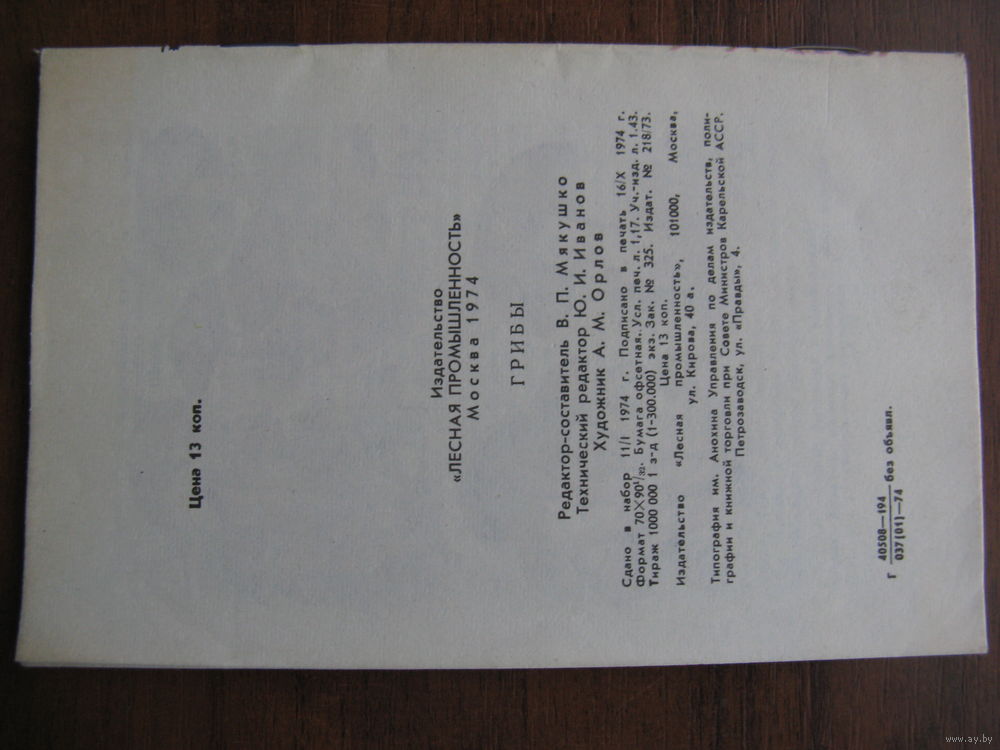 Цена 13 коп.
Издательство
«ЛЕСНАЯ ПРОМЫШЛЕННОСТЬ»
Москва 1974
ГРИБЫ
Редактор-составитель В. П. Мякушко
Технический редактор Ю. И. Иванов
Художник А. М. Орлов
Сдано в набор 11/I 1974 г. Подписано в печать 16/X 1974 г.
Формат 70×90¹/₃₂. Бумага офсетная. Усл. печ. л. 1,17. Уч.-изд. л. 1.43.
Тираж 1000 000 1 з-д (1-300.000) экз. Зак. № 325. Издат. № 218/73.
Цена 13 коп.
Издательство «Лесная промышленность», 101000, Москва,
ул. Кирова, 40 а.
Типография им. Анохина Управления по делам издательств, поли-
графии и книжной торговли при Совете Министров Карельской АССР.
Петрозаводск, ул. «Правды», 4.
Г 40508—194 / 037(01)—74 без объявл.
www.ay.by